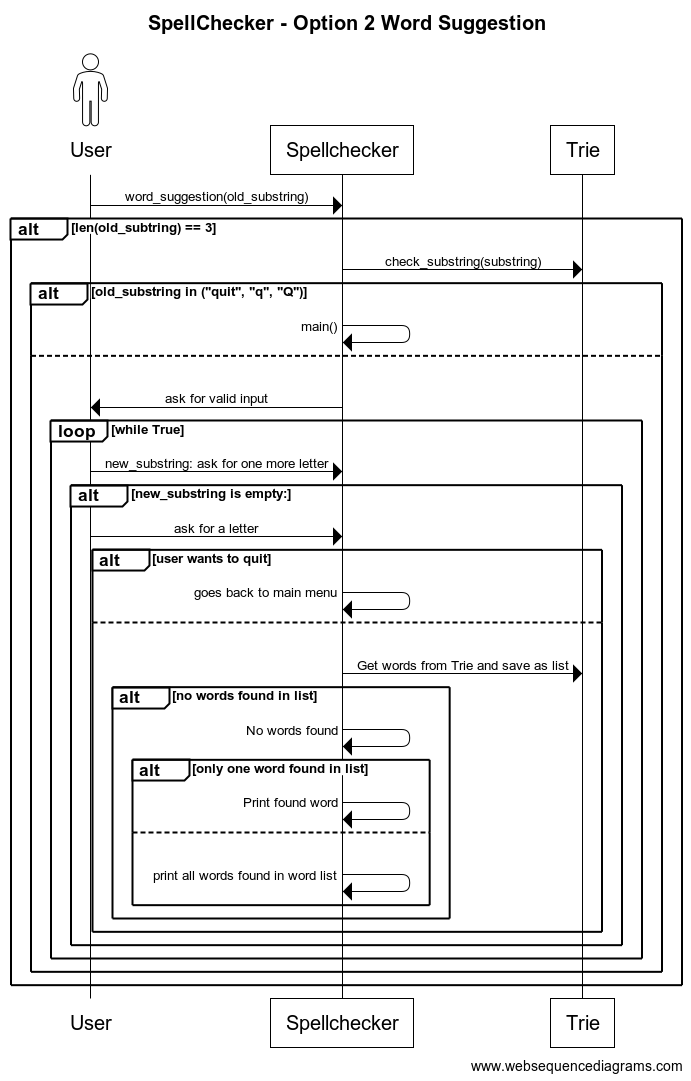 SpellChecker - Option 2 Word Suggestion
User
Spellchecker
Trie
word_suggestion(old_substring)
alt [len(old_subtring) == 3]
check_substring(substring)
alt [old_substring in ("quit", "q", "Q")]
main()
ask for valid input
loop [while True]
new_substring: ask for one more letter
alt [new_substring is empty:]
ask for a letter
alt [user wants to quit]
goes back to main menu
Get words from Trie and save as list
alt [no words found in list]
No words found
alt [only one word found in list]
Print found word
print all words found in word list
User
Spellchecker
Trie
www.websequencediagrams.com